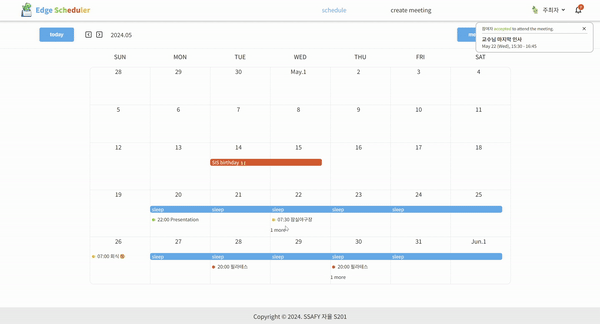 Edge Scheduler
schedule
create meeting
주최자
today
2024.05
참여자 accepted to attend the meeting.
교수님 마지막 인사
May 22 (Wed), 15:30 - 16:45
SUN MON TUE WED THU FRI SAT
28 29 30 May.1 2 3 4
5 6 7 8 9 10 11
12 13 14 15 16 17 18
SIS birthday
19 20 21 22 23 24 25
sleep sleep sleep sleep sleep
22:00 Presentation
07:30 잠실야구장
1 more
26 27 28 29 30 31 Jun.1
07:00 회식
sleep sleep sleep sleep sleep
20:00 필라테스
20:00 필라테스
1 more
Copyright © 2024, SSAFY 자율 S201